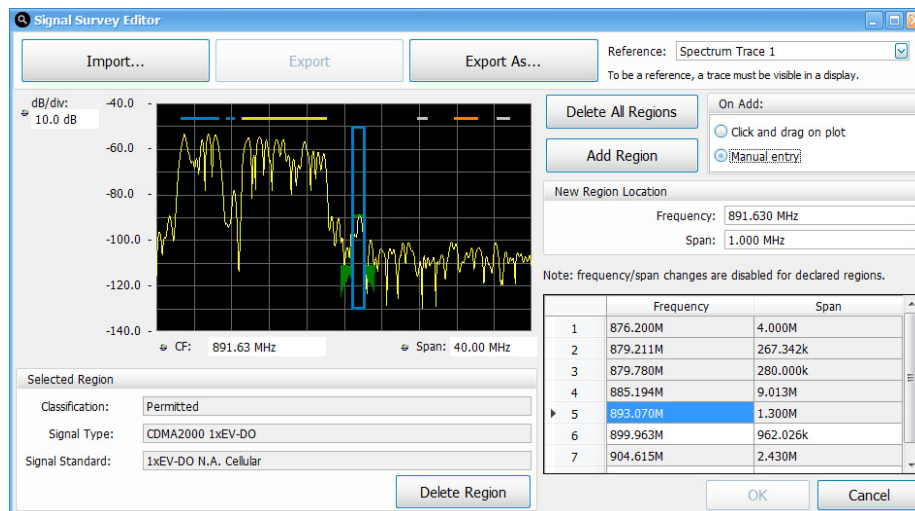 Signal Survey Editor
Import...
Export
Export As...
Reference: Spectrum Trace 1
To be a reference, a trace must be visible in a display.
dB/div:
10.0 dB
-40.0 -
-60.0 -
-80.0 -
-100.0 -
-120.0 -
-140.0 -
CF: 891.63 MHz
Span: 40.00 MHz
Delete All Regions
Add Region
On Add:
Click and drag on plot
Manual entry
New Region Location
Frequency: 891.630 MHz
Span: 1.000 MHz
Note: frequency/span changes are disabled for declared regions.
Frequency Span
1 876.200M 4.000M
2 879.211M 267.342k
3 879.780M 280.000k
4 885.194M 9.013M
5 893.070M 1.300M
6 899.963M 962.026k
7 904.615M 2.430M
Selected Region
Classification: Permitted
Signal Type: CDMA2000 1xEV-DO
Signal Standard: 1xEV-DO N.A. Cellular
Delete Region
OK
Cancel